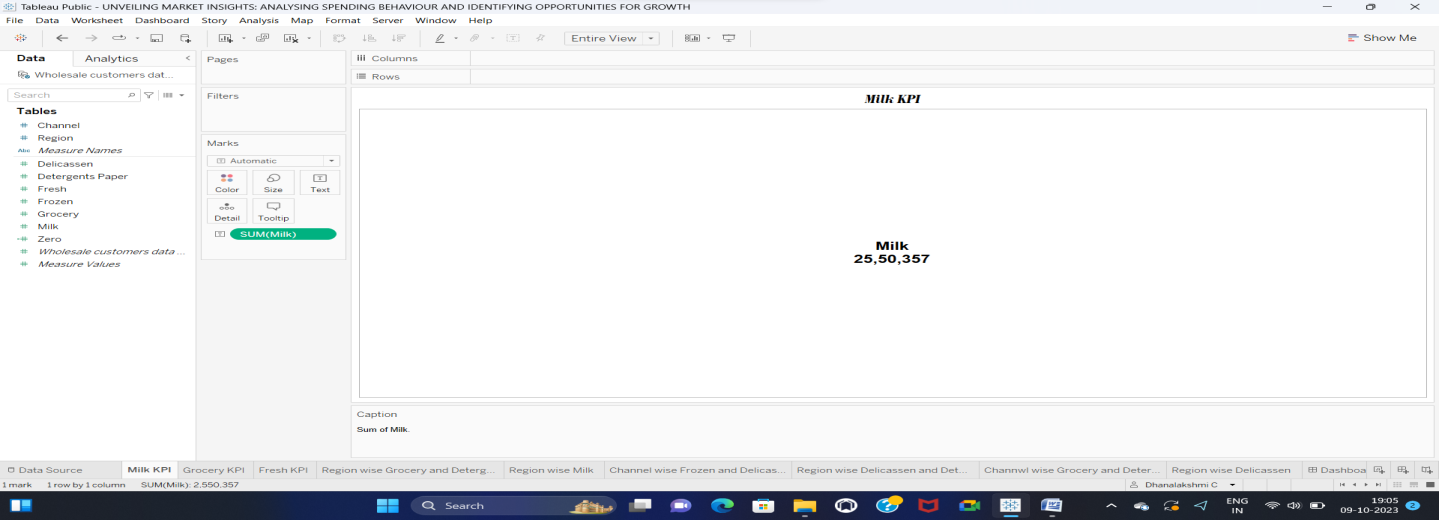 Tableau Public - UNVEILING MARKET INSIGHTS: ANALYSING SPENDING BEHAVIOUR AND IDENTIFYING OPPORTUNITIES FOR GROWTH
File Data Worksheet Dashboard Story Analysis Map Format Server Window Help
Entire View
Show Me
Data Analytics
Wholesale customers dat...
Search
Tables
Channel
Region
Abc Measure Names
Delicassen
Detergents Paper
Fresh
Frozen
Grocery
Milk
Zero
Wholesale customers data ...
Measure Values
Pages
Filters
Marks
Automatic
Color Size Text
Detail Tooltip
SUM(Milk)
Columns
Rows
Milk KPI
Milk
25,50,357
Caption
Sum of Milk.
Data Source Milk KPI Grocery KPI Fresh KPI Region wise Grocery and Deterg... Region wise Milk Channel wise Frozen and Delicas... Region wise Delicassen and Det... Channwl wise Grocery and Deter... Region wise Delicassen Dashboa
1 mark 1 row by 1 column SUM(Milk): 2,550,357 Dhanalakshmi C
Search
ENG
IN
19:05
09-10-2023
2